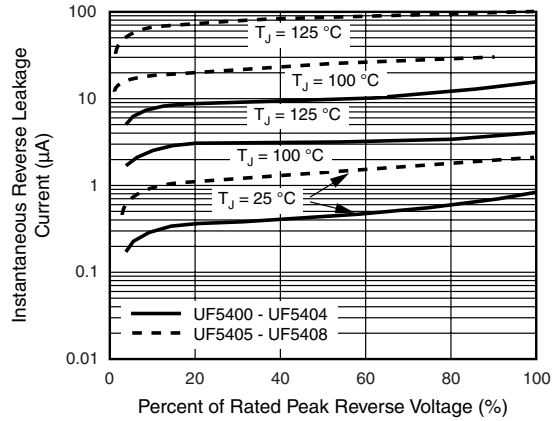 100
10
1
0.1
0.01
Instantaneous Reverse Leakage
Current (µA)
T_J = 125 °C
T_J = 100 °C
T_J = 125 °C
T_J = 100 °C
T_J = 25 °C
UF5400 - UF5404
UF5405 - UF5408
0 20 40 60 80 100
Percent of Rated Peak Reverse Voltage (%)